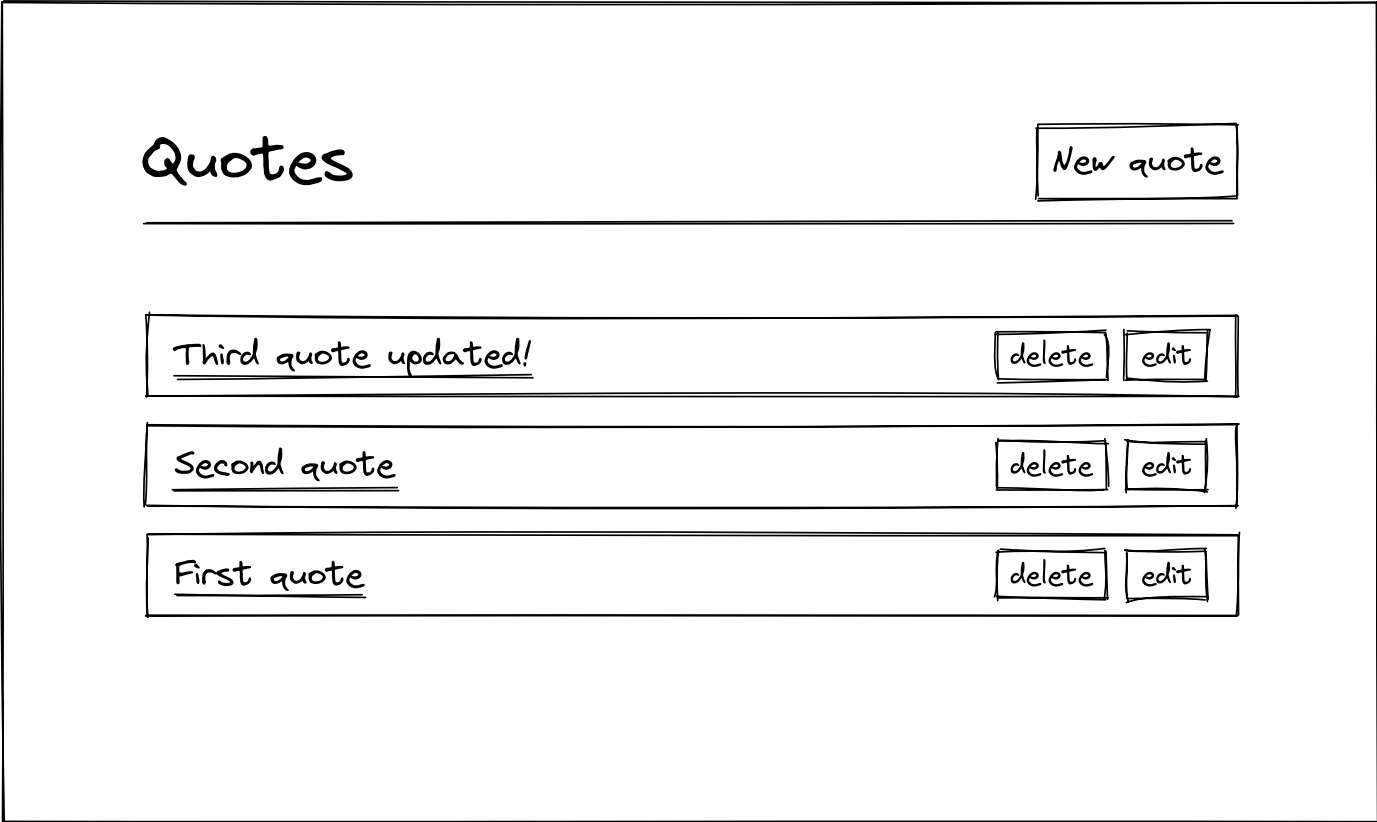 Quotes
New quote
Third quote updated!
delete
edit
Second quote
delete
edit
First quote
delete
edit